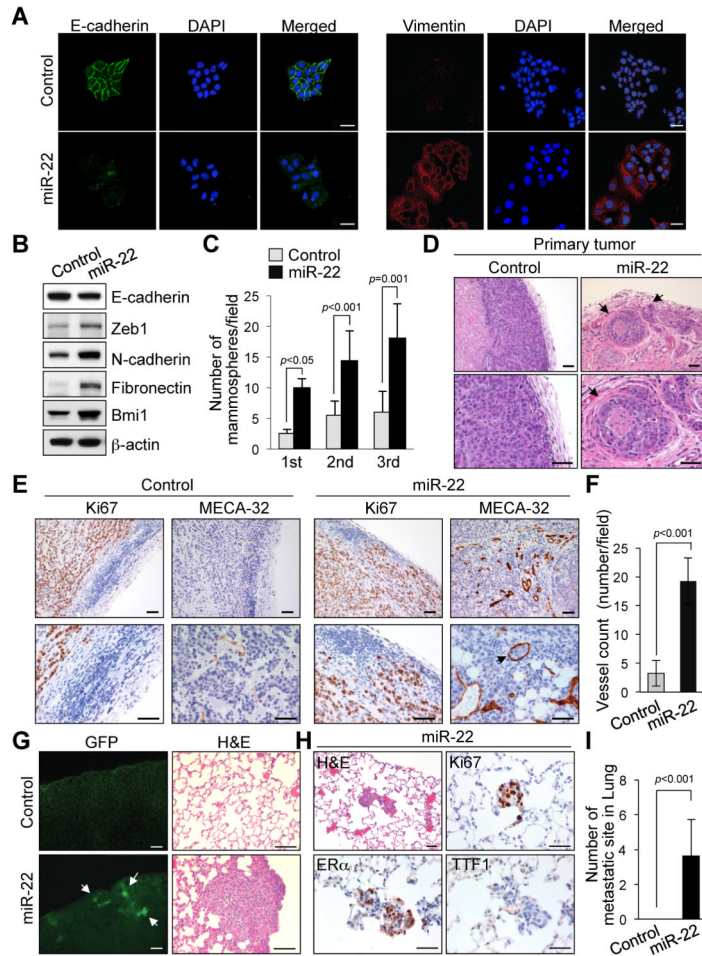 A
E-cadherin DAPI Merged
Vimentin DAPI Merged
Control
miR-22
B
Control miR-22
E-cadherin
Zeb1
N-cadherin
Fibronectin
Bmi1
β-actin
C
Control
miR-22
Number of
mammospheres/field
30
25
20
15
10
5
0
p<0.05
p<0.001
p=0.001
1st 2nd 3rd
D
Primary tumor
Control miR-22
E
Control miR-22
Ki67 MECA-32 Ki67 MECA-32
F
Vessel count (number/field)
25
20
15
10
5
0
p<0.001
Control
miR-22
G
GFP H&E
Control
miR-22
H
miR-22
H&E Ki67
ERα TTF1
I
Number of
metastatic site in Lung
8
6
4
2
0
p<0.001
Control
miR-22